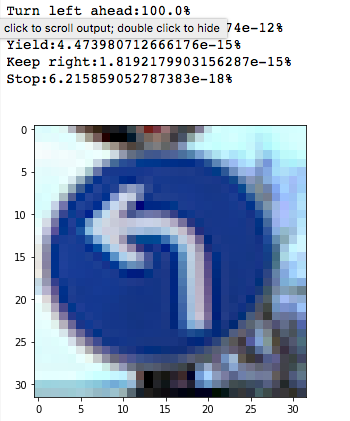 Turn left ahead:100.0%
click to scroll output; double click to hide 74e-12%
Yield:4.473980712666176e-15%
Keep right:1.8192179903156287e-15%
Stop:6.215859052787383e-18%
0
5
10
15
20
25
30
0 5 10 15 20 25 30